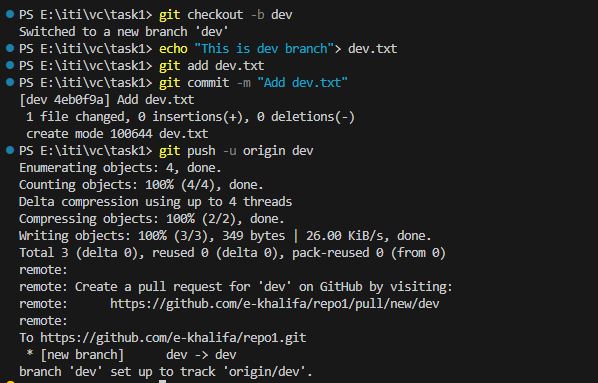 PS E:\iti\vc\task1> git checkout -b dev
Switched to a new branch 'dev'
PS E:\iti\vc\task1> echo "This is dev branch"> dev.txt
PS E:\iti\vc\task1> git add dev.txt
PS E:\iti\vc\task1> git commit -m "Add dev.txt"
[dev 4eb0f9a] Add dev.txt
 1 file changed, 0 insertions(+), 0 deletions(-)
 create mode 100644 dev.txt
PS E:\iti\vc\task1> git push -u origin dev
Enumerating objects: 4, done.
Counting objects: 100% (4/4), done.
Delta compression using up to 4 threads
Compressing objects: 100% (2/2), done.
Writing objects: 100% (3/3), 349 bytes | 26.00 KiB/s, done.
Total 3 (delta 0), reused 0 (delta 0), pack-reused 0 (from 0)
remote:
remote: Create a pull request for 'dev' on GitHub by visiting:
remote:      https://github.com/e-khalifa/repo1/pull/new/dev
remote:
To https://github.com/e-khalifa/repo1.git
 * [new branch]      dev -> dev
branch 'dev' set up to track 'origin/dev'.